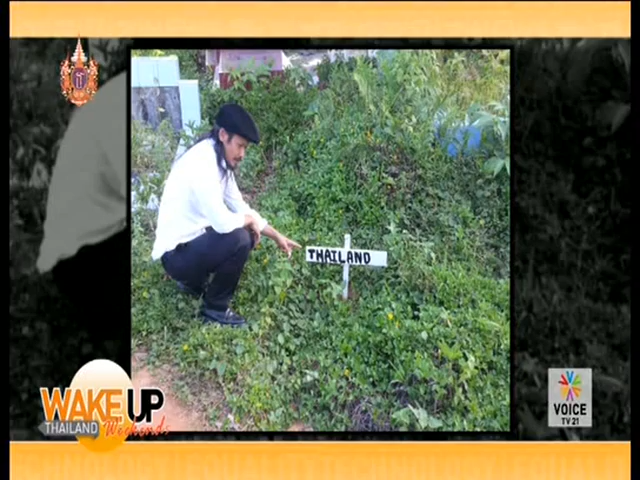 THAILAND
WAKE UP
THAILAND Weekend
VOICE
TV 21